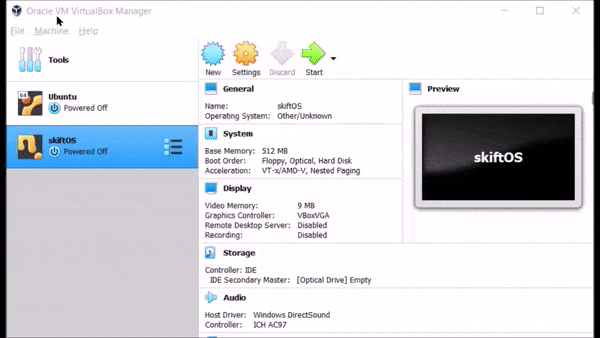 Oracle VM VirtualBox Manager
File Machine Help
Tools
New Settings Discard Start
64 Ubuntu
Powered Off
skiftOS
Powered Off
General
Name: skiftOS
Operating System: Other/Unknown
System
Base Memory: 512 MB
Boot Order: Floppy, Optical, Hard Disk
Acceleration: VT-x/AMD-V, Nested Paging
Display
Video Memory: 9 MB
Graphics Controller: VBoxVGA
Remote Desktop Server: Disabled
Recording: Disabled
Storage
Controller: IDE
IDE Secondary Master: [Optical Drive] Empty
Audio
Host Driver: Windows DirectSound
Controller: ICH AC97
Preview
skiftOS